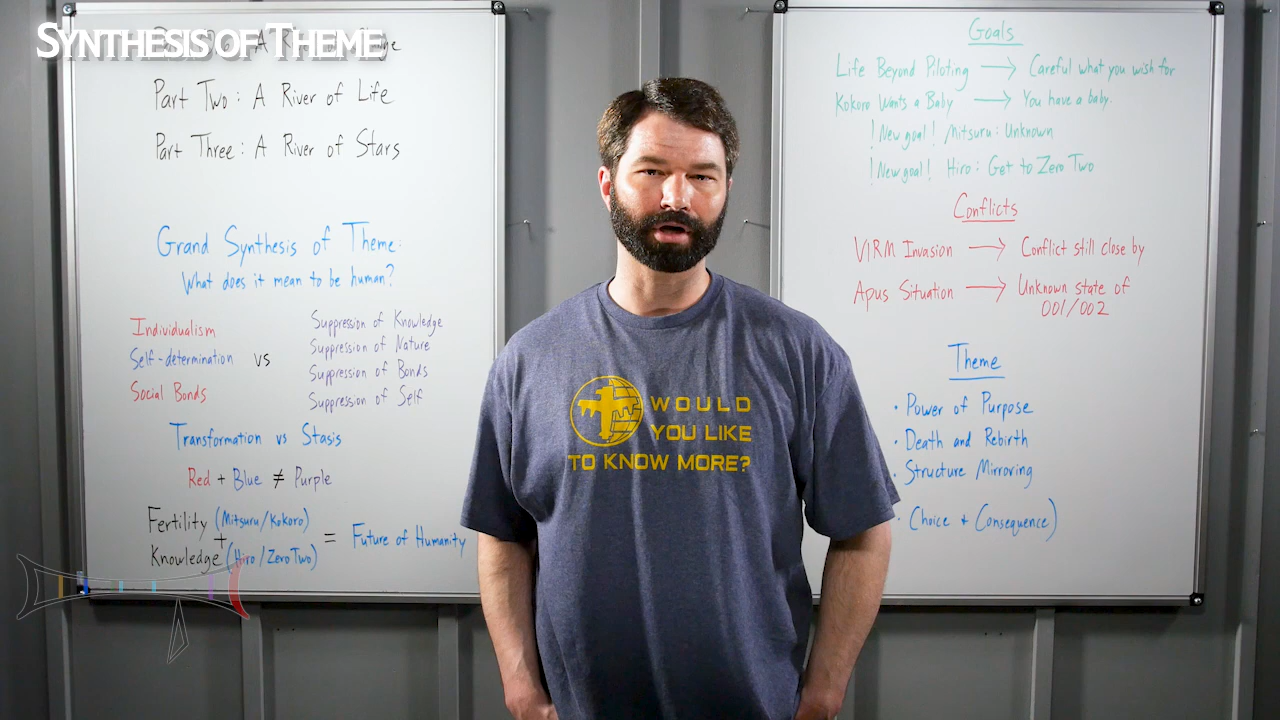 SYNTHESIS OF THEME
Part Two: A River of Life
Part Three: A River of Stars
Grand Synthesis of Theme:
What does it mean to be human?
Individualism
Self-determination
Social Bonds
vs
Suppression of Knowledge
Suppression of Nature
Suppression of Bonds
Suppression of Self
Transformation vs Stasis
Red + Blue ≠ Purple
Fertility (Mitsuru/Kokoro)
+
Knowledge (Hiro/Zero Two)
= Future of Humanity
WOULD
YOU LIKE
TO KNOW MORE?
Goals
Life Beyond Piloting → Careful what you wish for
Kokoro Wants a Baby → You have a baby.
!New goal! Mitsuru: Unknown
!New goal! Hiro: Get to Zero Two
Conflicts
VIRM Invasion → Conflict still close by
Apus Situation → Unknown state of
001/002
Theme
• Power of Purpose
• Death and Rebirth
• Structure Mirroring
• (Choice + Consequence)